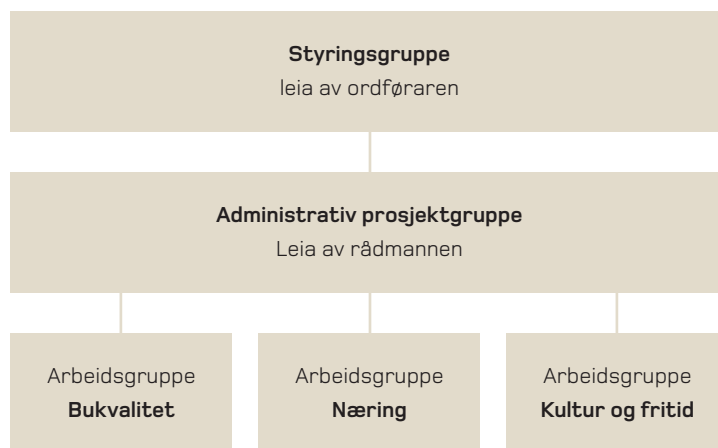 Styringsgruppe
leia av ordføraren
Administrativ prosjektgruppe
Leia av rådmannen
Arbeidsgruppe
Bukvalitet
Arbeidsgruppe
Næring
Arbeidsgruppe
Kultur og fritid